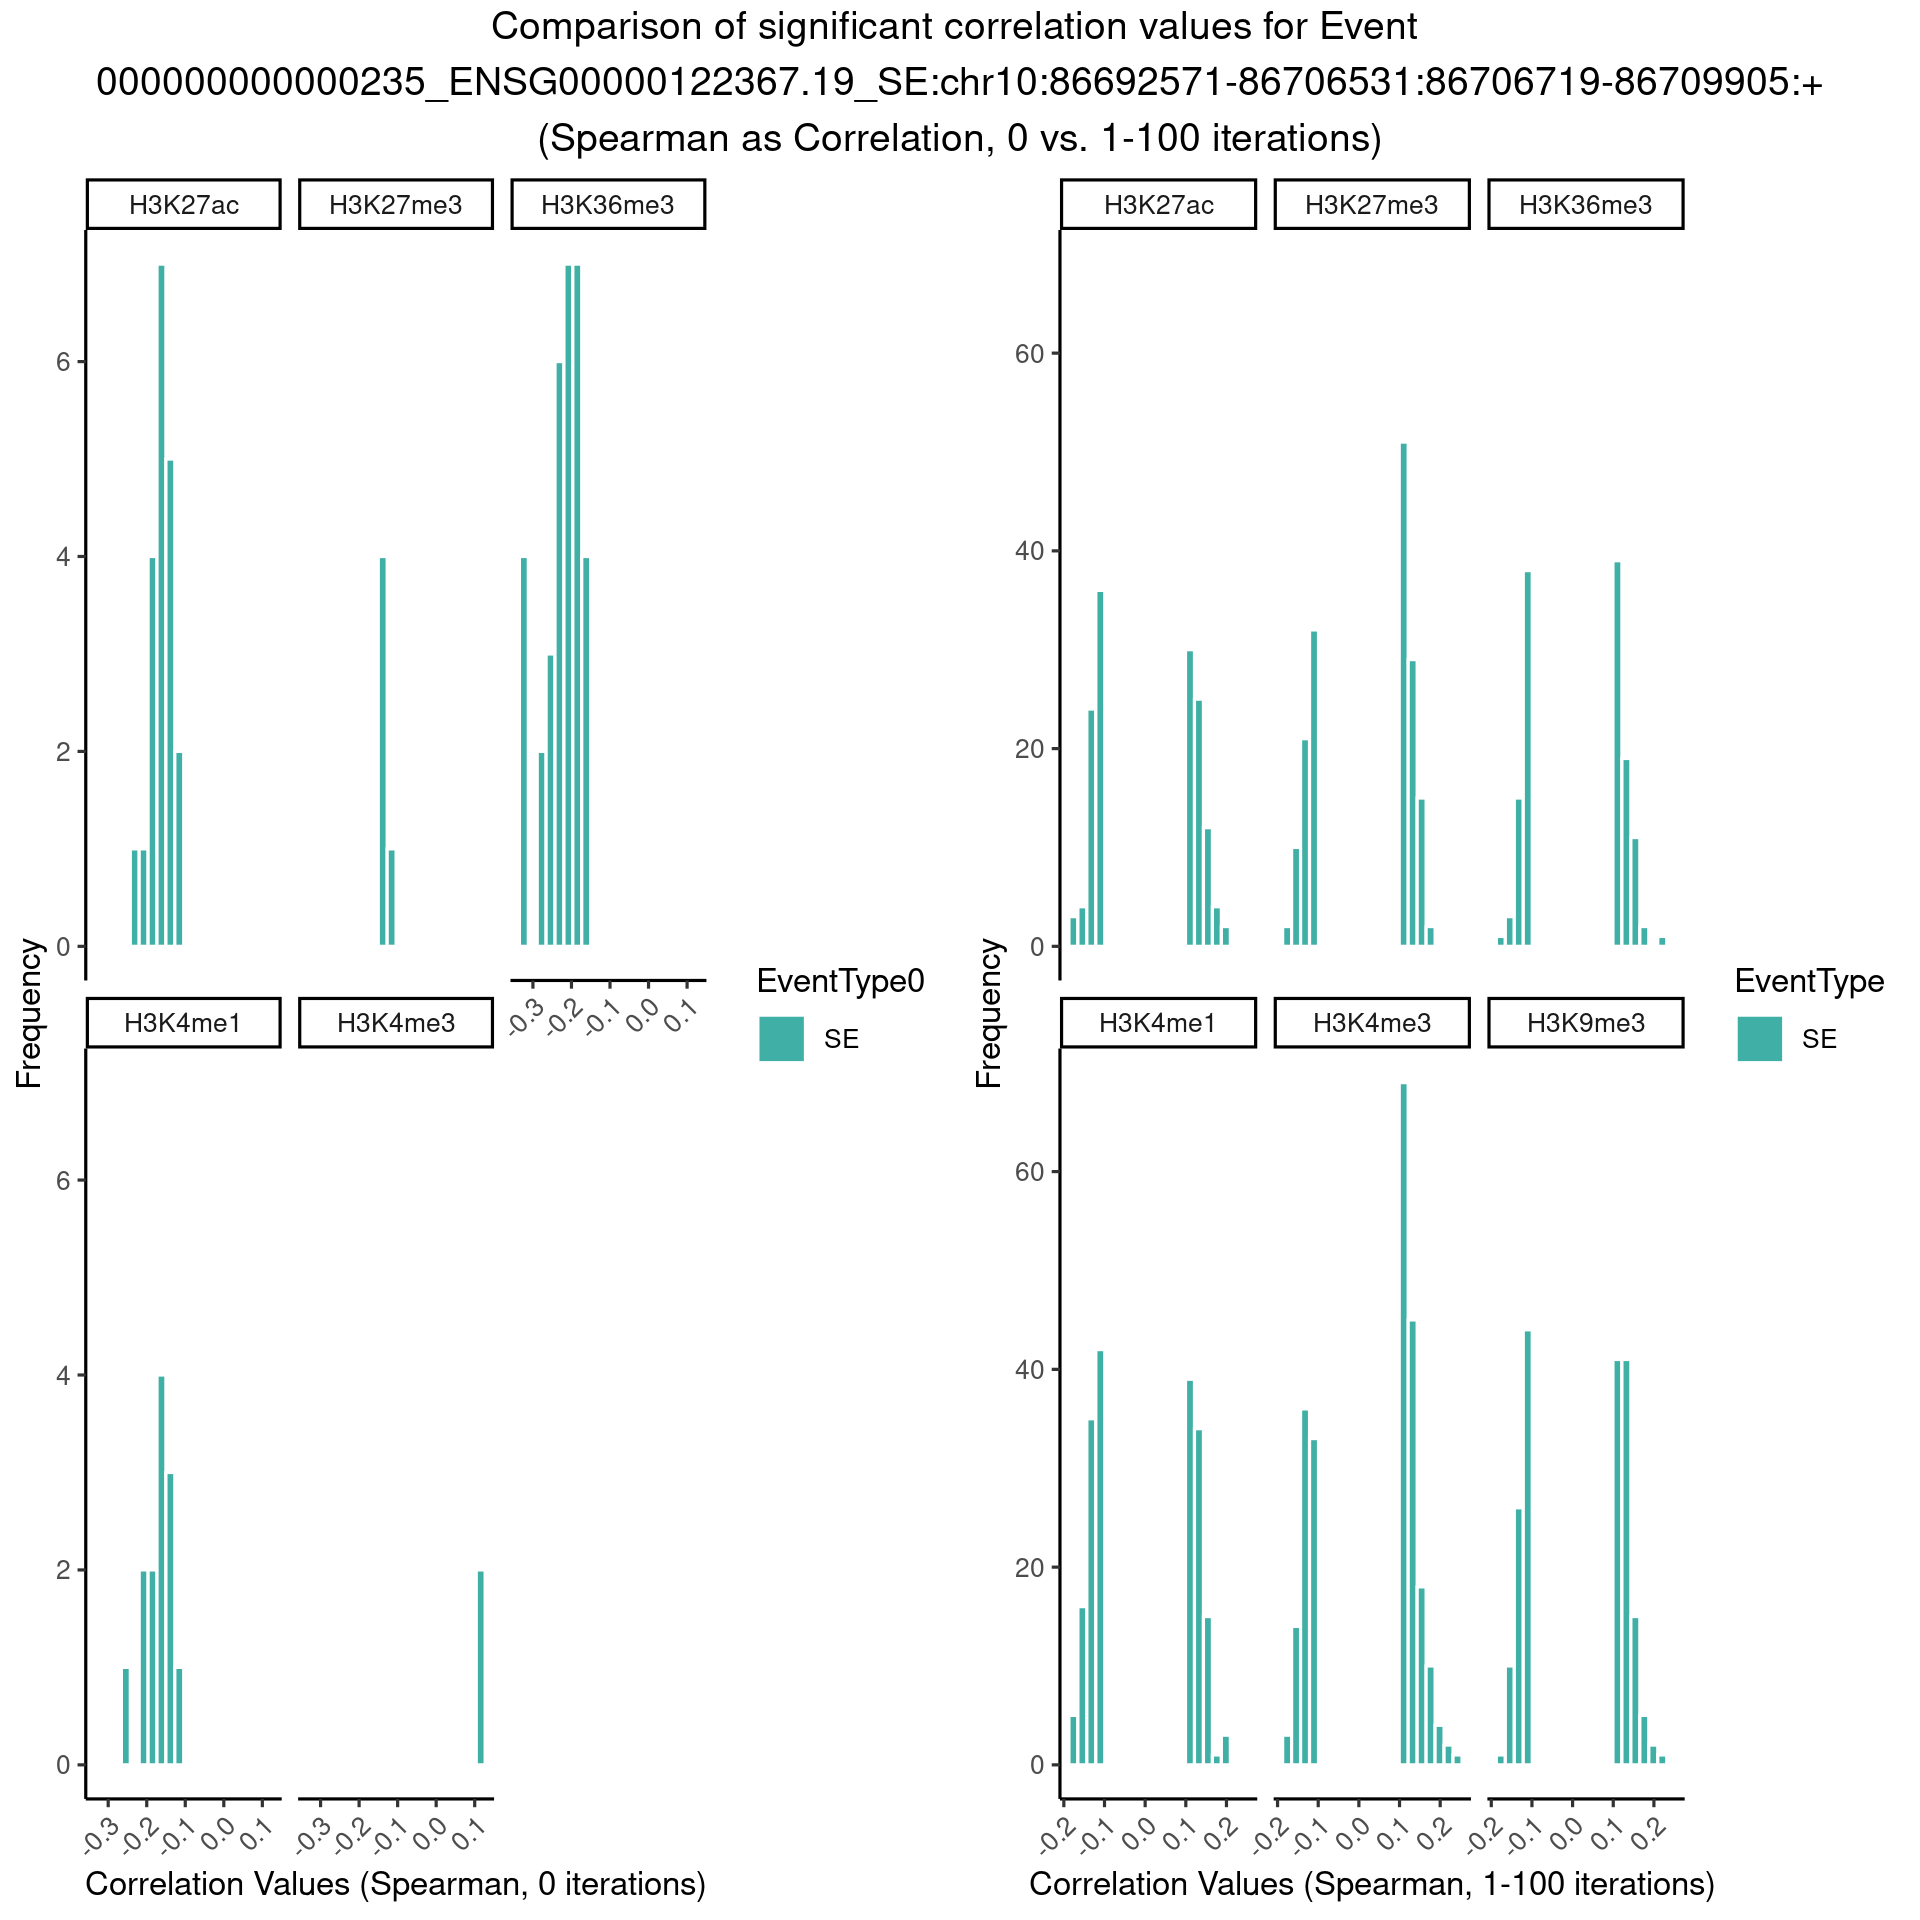 Comparison of significant correlation values for Event
000000000000235_ENSG00000122367.19_SE:chr10:86692571-86706531:86706719-86709905:+
(Spearman as Correlation, 0 vs. 1-100 iterations)
H3K27ac H3K27me3 H3K36me3
6
4
2
0
-0.3 -0.2 -0.1 0.0 0.1
H3K4me1 H3K4me3
6
4
2
0
-0.3 -0.2 -0.1 0.0 0.1 -0.3 -0.2 -0.1 0.0 0.1
Frequency
Correlation Values (Spearman, 0 iterations)
EventType0
SE
H3K27ac H3K27me3 H3K36me3
60
40
20
0
H3K4me1 H3K4me3 H3K9me3
60
40
20
0
-0.2 -0.1 0.0 0.1 0.2 -0.2 -0.1 0.0 0.1 0.2 -0.2 -0.1 0.0 0.1 0.2
Frequency
Correlation Values (Spearman, 1-100 iterations)
EventType
SE